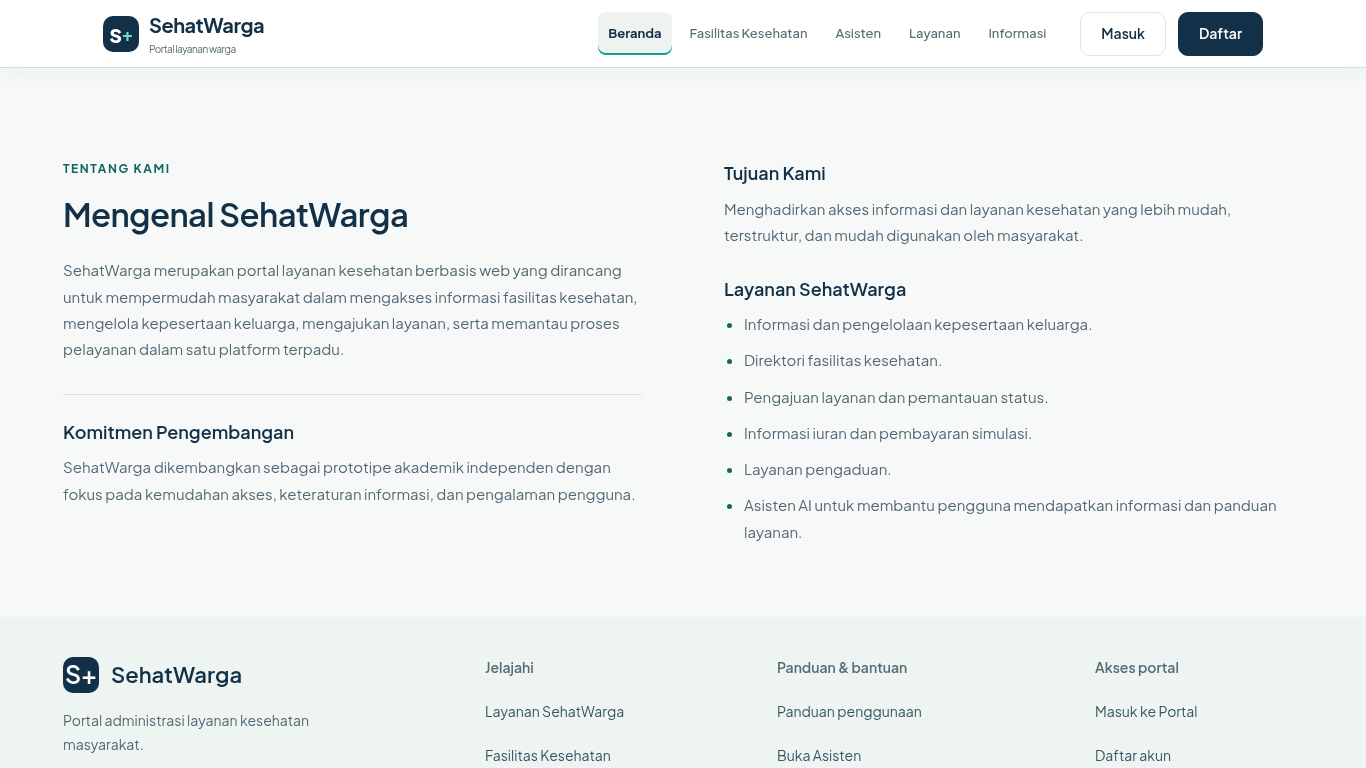 S+
SehatWarga
Portal layanan warga
Beranda
Fasilitas Kesehatan
Asisten
Layanan
Informasi
Masuk
Daftar
TENTANG KAMI
Mengenal SehatWarga
SehatWarga merupakan portal layanan kesehatan berbasis web yang dirancang
untuk mempermudah masyarakat dalam mengakses informasi fasilitas kesehatan,
mengelola kepesertaan keluarga, mengajukan layanan, serta memantau proses
pelayanan dalam satu platform terpadu.
Komitmen Pengembangan
SehatWarga dikembangkan sebagai prototipe akademik independen dengan
fokus pada kemudahan akses, keteraturan informasi, dan pengalaman pengguna.
Tujuan Kami
Menghadirkan akses informasi dan layanan kesehatan yang lebih mudah,
terstruktur, dan mudah digunakan oleh masyarakat.
Layanan SehatWarga
• Informasi dan pengelolaan kepesertaan keluarga.
• Direktori fasilitas kesehatan.
• Pengajuan layanan dan pemantauan status.
• Informasi iuran dan pembayaran simulasi.
• Layanan pengaduan.
• Asisten AI untuk membantu pengguna mendapatkan informasi dan panduan
layanan.
S+
SehatWarga
Portal administrasi layanan kesehatan
masyarakat.
Jelajahi
Layanan SehatWarga
Fasilitas Kesehatan
Panduan & bantuan
Panduan penggunaan
Buka Asisten
Akses portal
Masuk ke Portal
Daftar akun